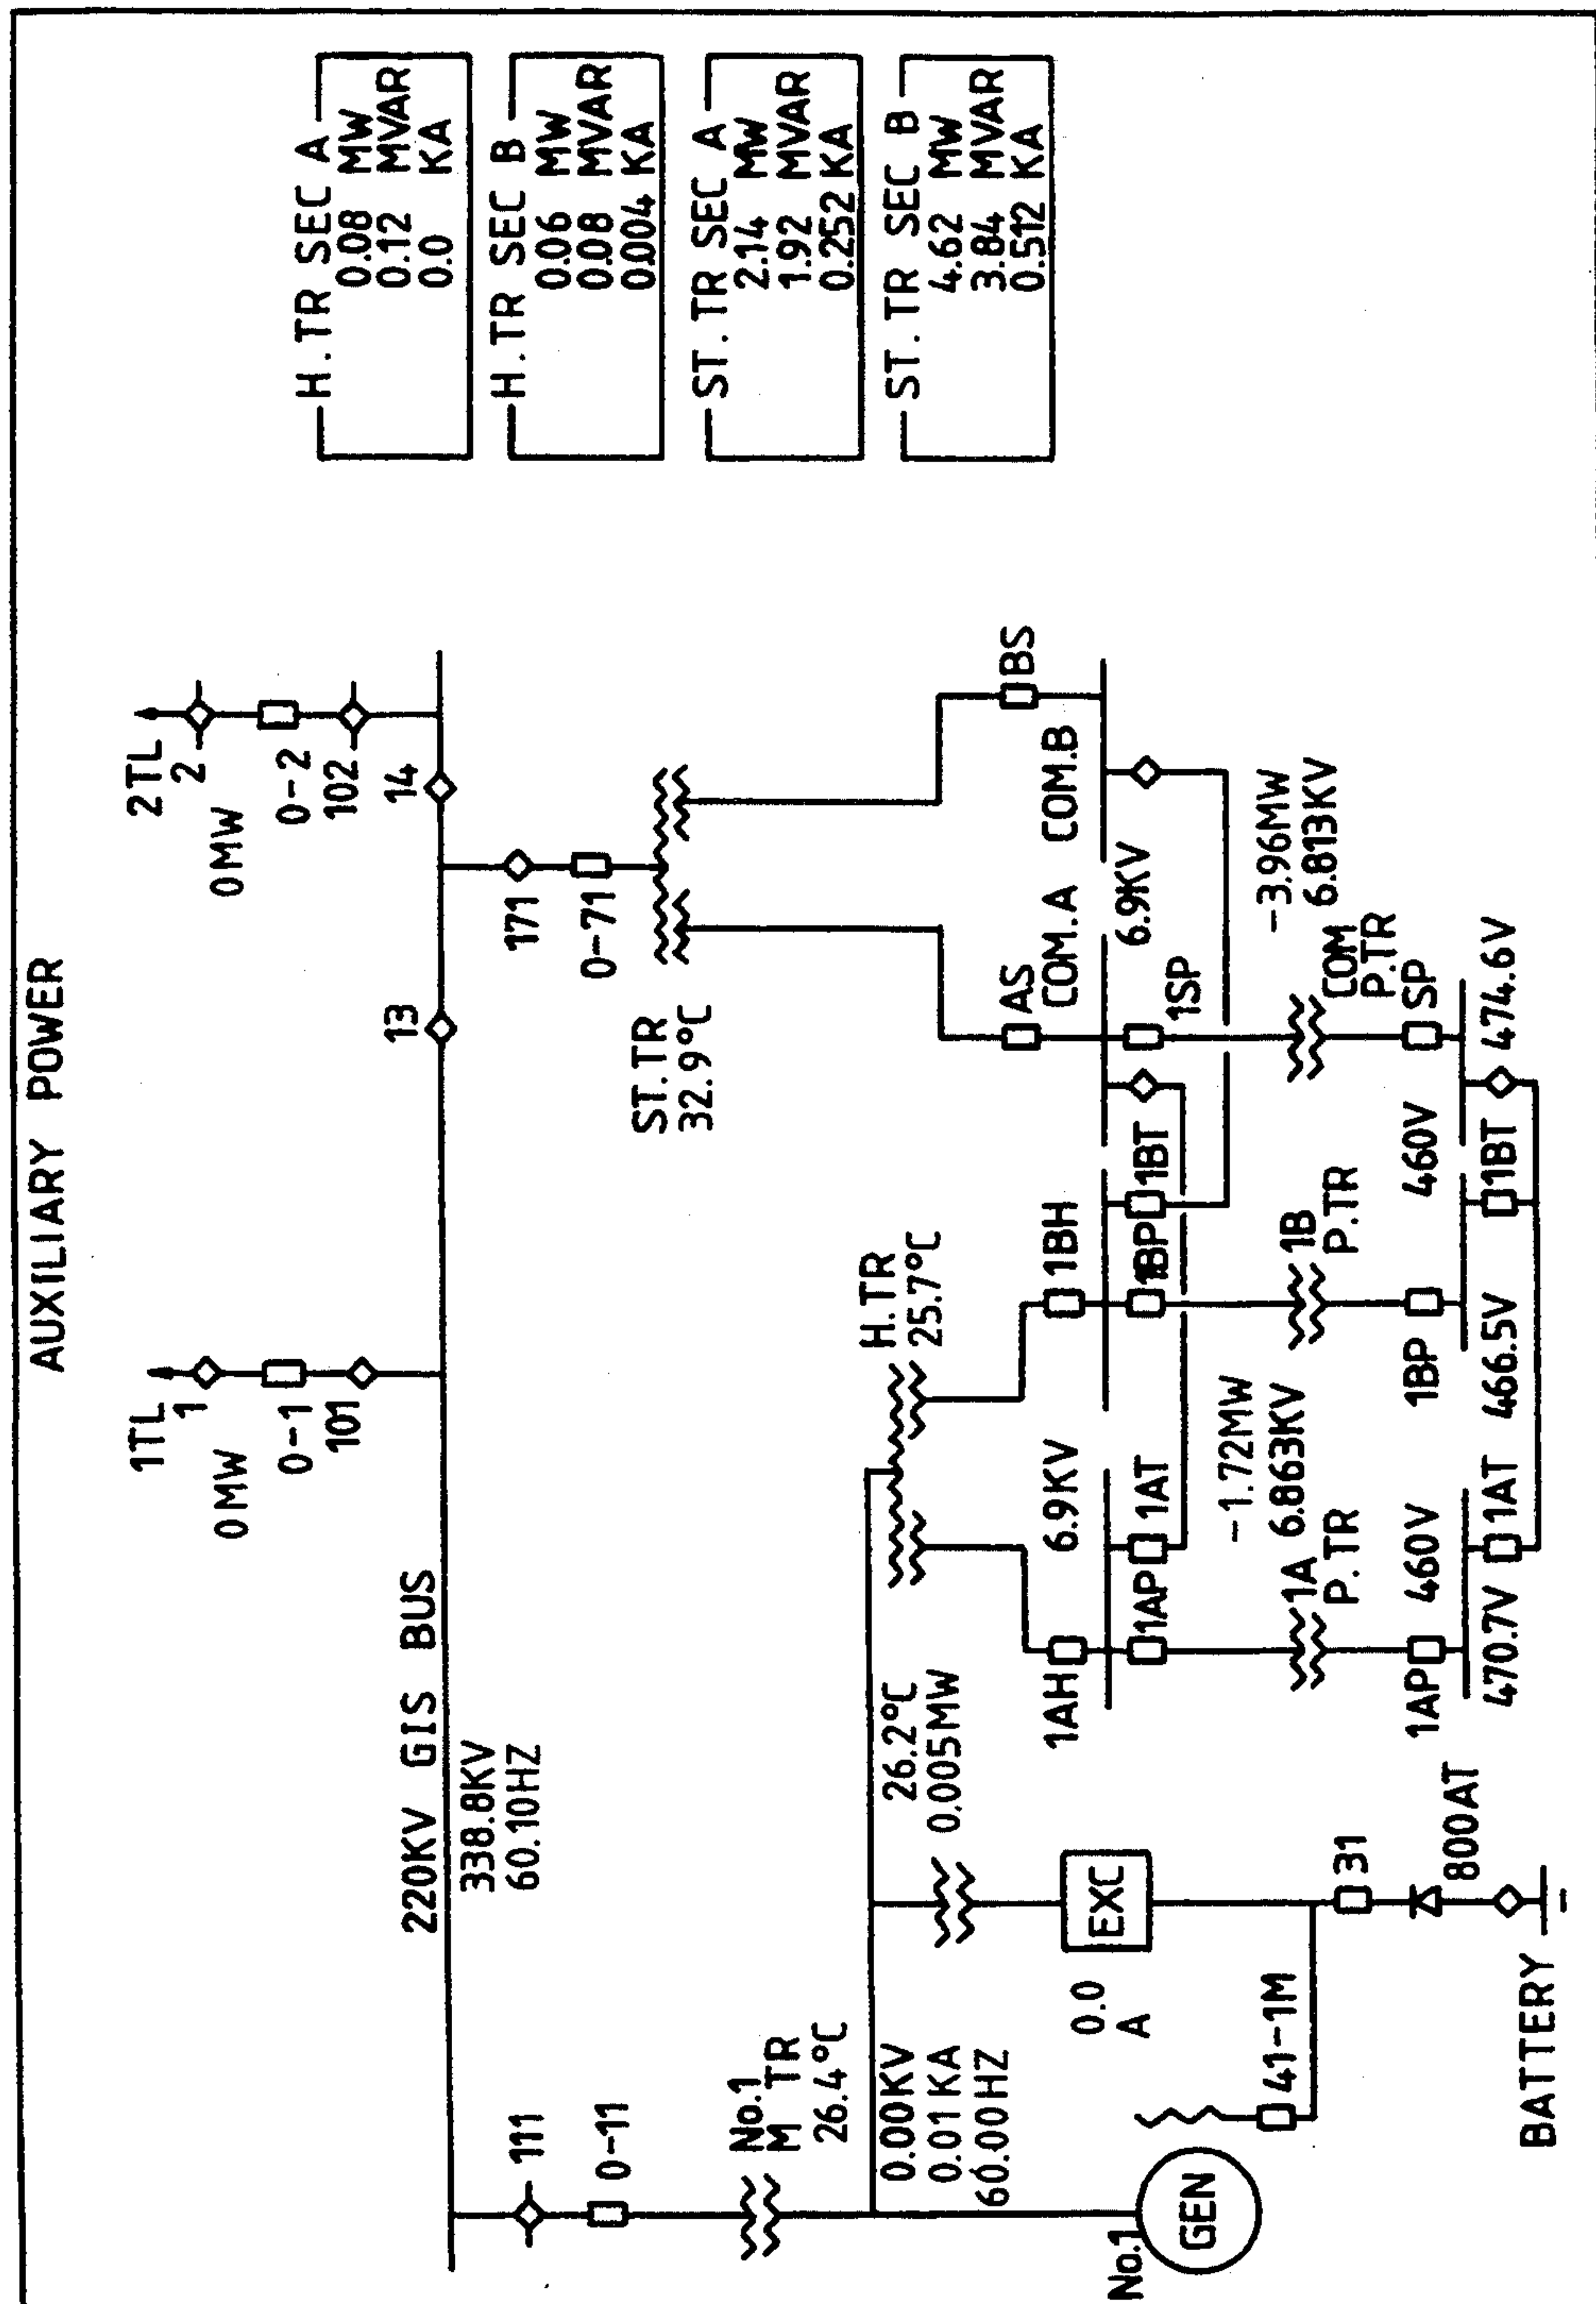 AUXILIARY POWER
1TL
1
0MW
0-1
101
2TL
2
0MW
0-2
102
220KV GIS BUS
338.8KV
60.10HZ
13
14
111
0-11
171
0-71
No.1
M TR
26.4°C
ST.TR
32.9°C
H.TR
25.7°C
0.00KV
0.01KA
60.00HZ
26.2°C
0.005MW
No.1
GEN
0.0
A
EXC
41-1M
31
800AT
BATTERY
1AH
6.9KV
1BH
AS
COM.A
COM.B
BS
1AP
1AT
1BP
1BT
1SP
6.9KV
-1.72MW
6.863KV
-3.96MW
6.813KV
1A
P.TR
1B
P.TR
COM
P.TR
1AP
460V
1BP
460V
SP
470.7V
1AT
466.5V
1BT
474.6V
H.TR SEC A
0.08 MW
0.12 MVAR
0.0 KA
H.TR SEC B
0.06 MW
0.08 MVAR
0.004 KA
ST.TR SEC A
2.14 MW
1.92 MVAR
0.252 KA
ST.TR SEC B
4.62 MW
3.84 MVAR
0.512 KA